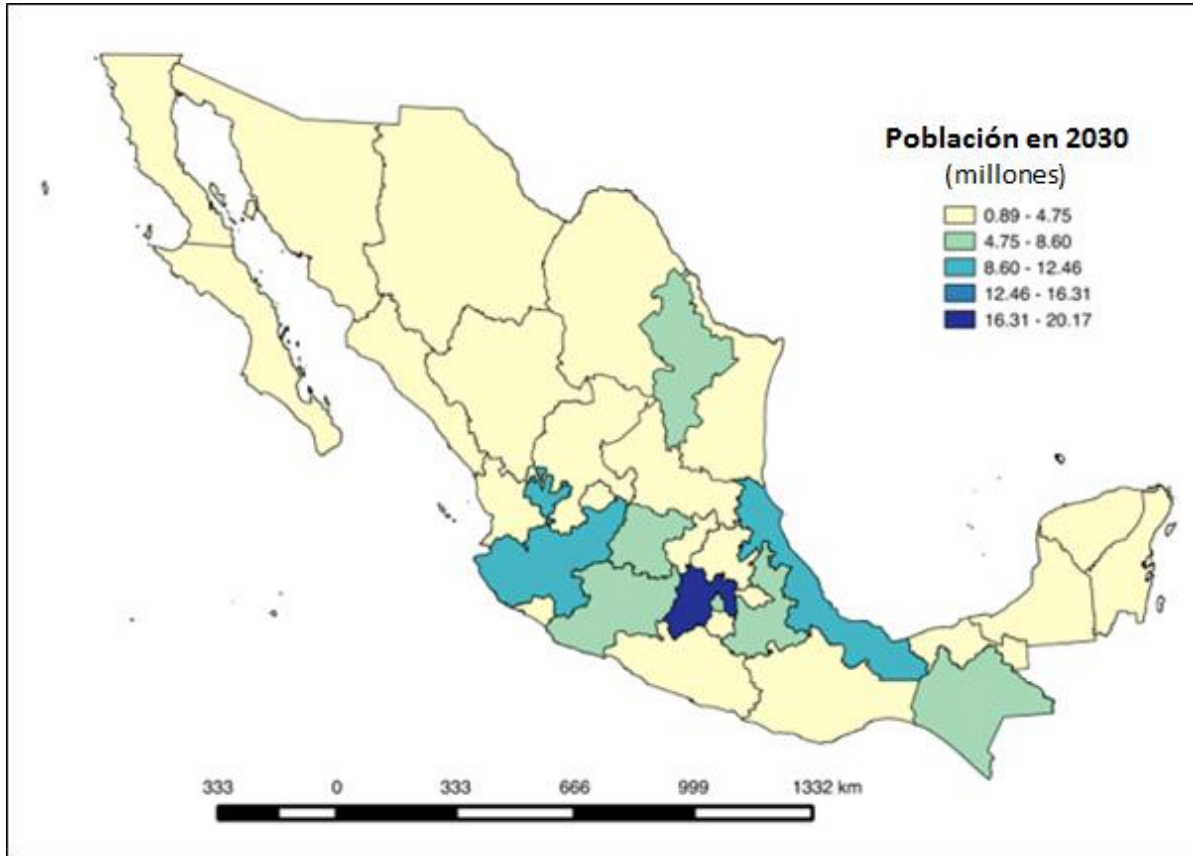 Población en 2030
(millones)
0.89 - 4.75
4.75 - 8.60
8.60 - 12.46
12.46 - 16.31
16.31 - 20.17
333 0 333 666 999 1332 km